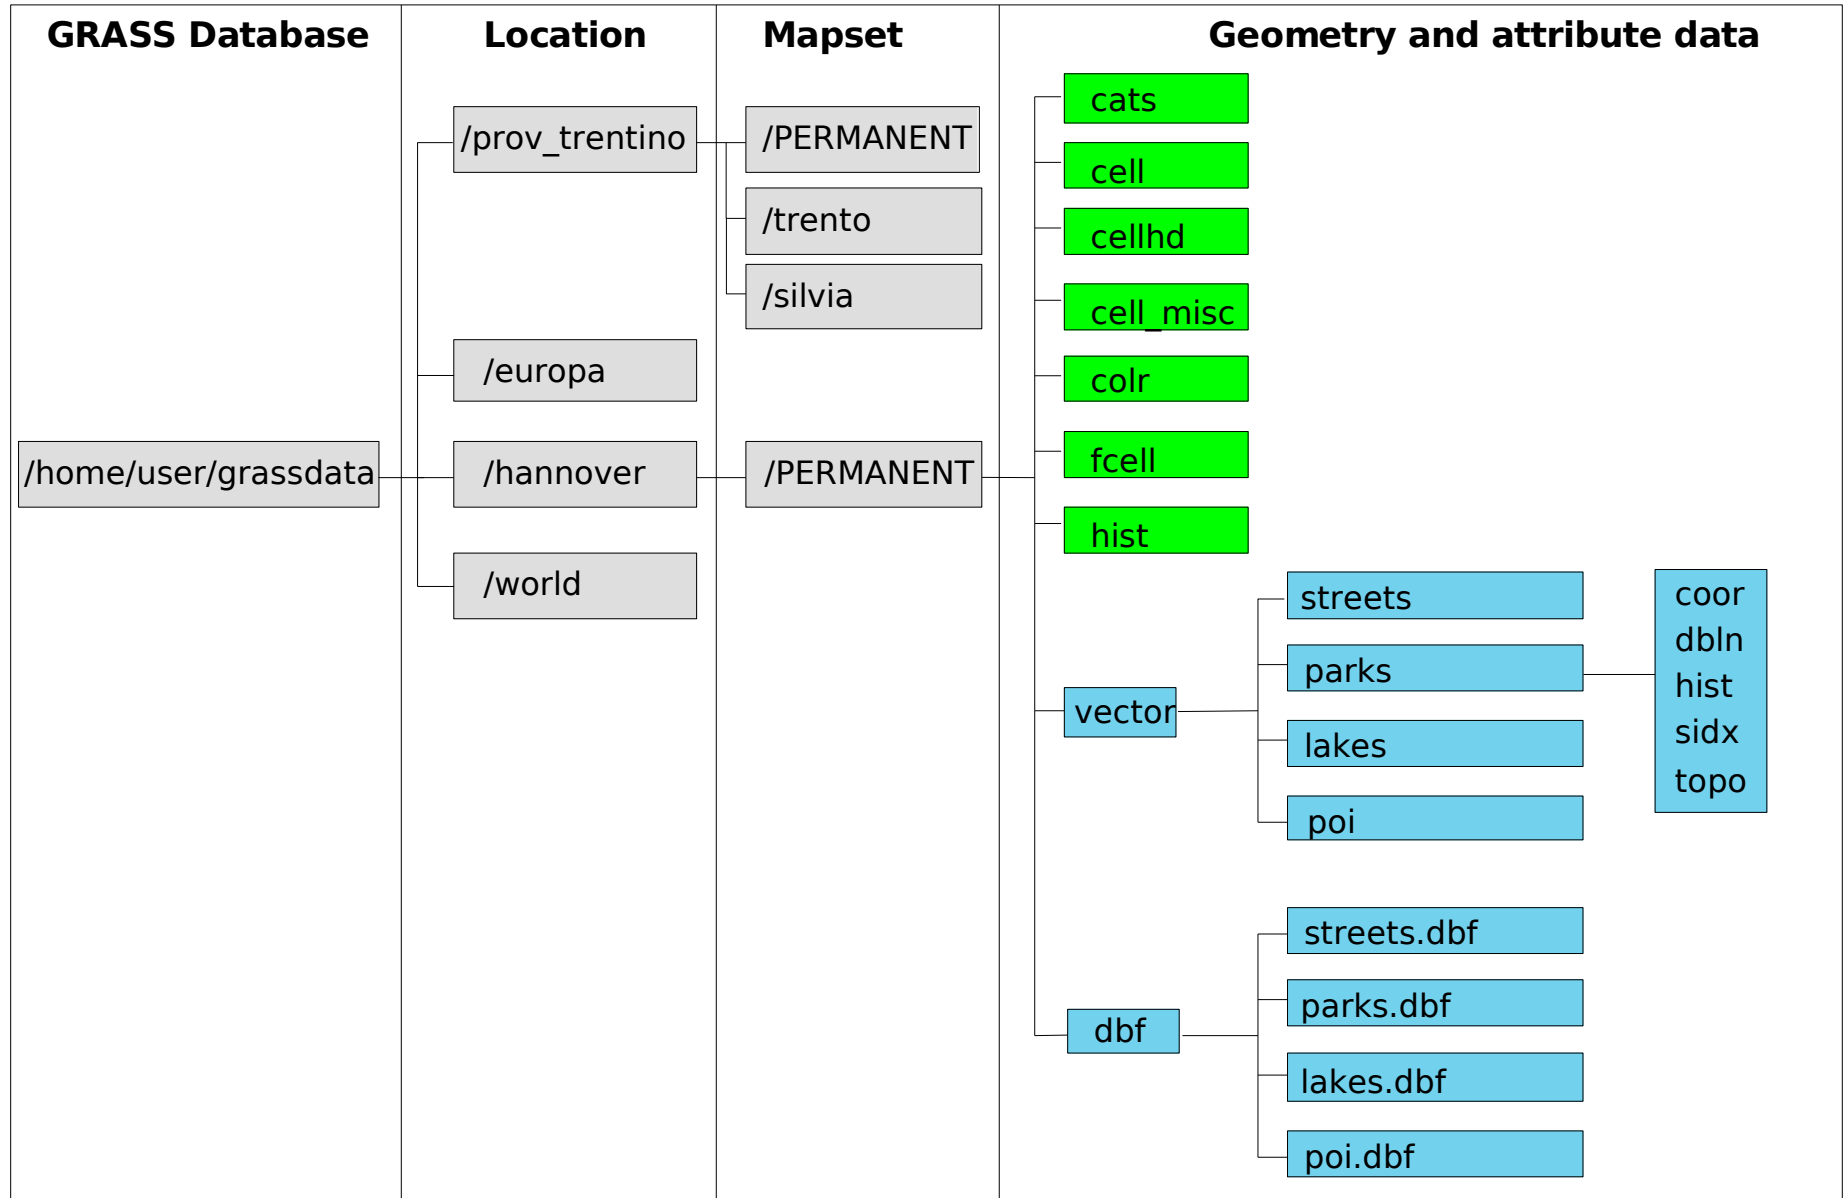 GRASS Database
Location
Mapset
Geometry and attribute data
/home/user/grassdata
/prov_trentino
/europa
/hannover
/world
/PERMANENT
/trento
/silvia
/PERMANENT
cats
cell
cellhd
cell_misc
colr
fcell
hist
vector
streets
parks
lakes
poi
coor
dbln
hist
sidx
topo
dbf
streets.dbf
parks.dbf
lakes.dbf
poi.dbf